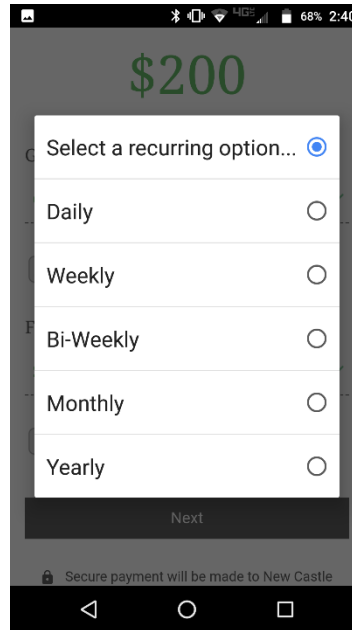 4GE 68% 2:40
$200
G
Select a recurring option...
Daily
Weekly
F
Bi-Weekly
Monthly
Yearly
Next
Secure payment will be made to New Castle